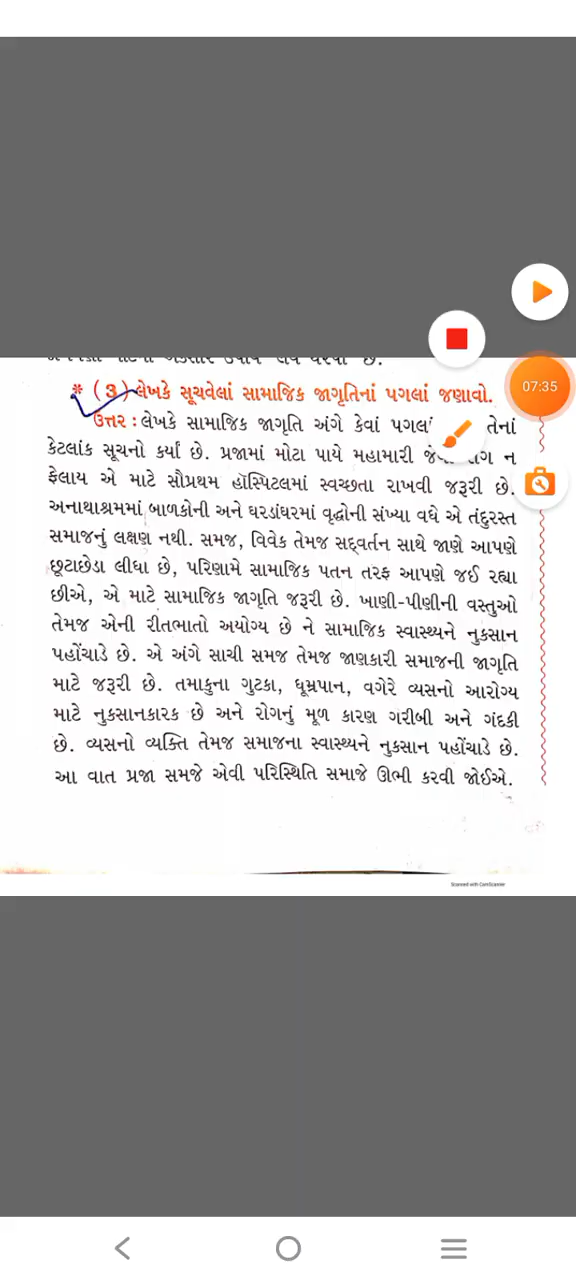 * (3) લેખકે સૂચવેલાં સામાજિક જાગૃતિનાં પગલાં જણાવો.
ઉત્તર : લેખકે સામાજિક જાગૃતિ અંગે કેવાં પગલાં તેનાં
કેટલાંક સૂચનો કર્યાં છે. પ્રજામાં મોટા પાયે મહામારી ન
ફેલાય એ માટે સૌપ્રથમ હૉસ્પિટલમાં સ્વચ્છતા રાખવી જરૂરી છે.
અનાથાશ્રમમાં બાળકોની અને ઘરડાંઘરમાં વૃદ્ધોની સંખ્યા વધે એ તંદુરસ્ત
સમાજનું લક્ષણ નથી. સમજ, વિવેક તેમજ સદ્વર્તન સાથે જાણે આપણે
છૂટાછેડા લીધા છે, પરિણામે સામાજિક પતન તરફ આપણે જઈ રહ્યા
છીએ, એ માટે સામાજિક જાગૃતિ જરૂરી છે. ખાણી-પીણીની વસ્તુઓ
તેમજ એની રીતભાતો અયોગ્ય છે ને સામાજિક સ્વાસ્થ્યને નુકસાન
પહોંચાડે છે. એ અંગે સાચી સમજ તેમજ જાણકારી સમાજની જાગૃતિ
માટે જરૂરી છે. તમાકુના ગુટકા, ધૂમ્રપાન, વગેરે વ્યસનો આરોગ્ય
માટે નુકસાનકારક છે અને રોગનું મૂળ કારણ ગરીબી અને ગંદકી
છે. વ્યસનો વ્યક્તિ તેમજ સમાજના સ્વાસ્થ્યને નુકસાન પહોંચાડે છે.
આ વાત પ્રજા સમજે એવી પરિસ્થિતિ સમાજે ઊભી કરવી જોઈએ.
Scanned with CamScanner
07:35